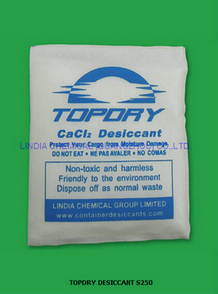 TOPDRY
CaCl₂ Desiccant
Protect Your Cargo from Moisture Damage
DO NOT EAT • NE PAS AVALER • NO COMAS
Non-toxic and harmless
Friendly to the environment
Dispose off as normal waste
LINDIA CHEMICAL GROUP LIMITED
www.containerdesiccants.com
TOPDRY DESICCANT S250